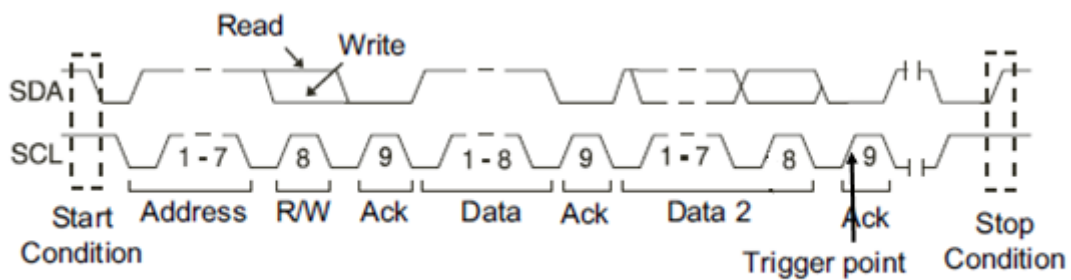 Read
Write
SDA
SCL
1 - 7
8
9
1 - 8
9
1 - 7
8
9
Start
Condition
Address
R/W
Ack
Data
Ack
Data 2
Ack
Trigger point
Stop
Condition